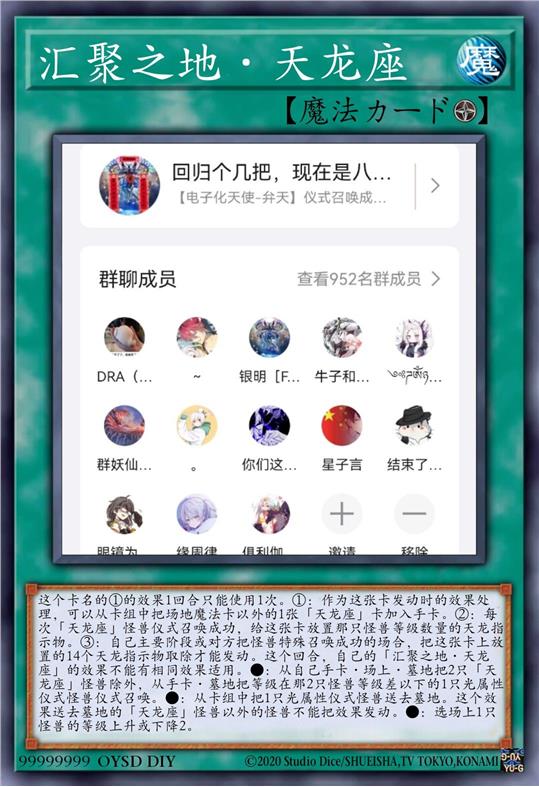 汇聚之地·天龙座
魔
【魔法カード】
回归个几把，现在是八...
【电子化天使-弁天】仪式召唤成...
群聊成员
查看952名群成员
DRA（...
~
银明［F...
牛子和...
群妖仙...
。
你们这...
星子言
结束了...
眼镜为
缘周律
俱利伽
邀请
移除
这个卡名的①的效果1回合只能使用1次。①：作为这张卡发动时的效果处
理，可以从卡组中把场地魔法卡以外的1张「天龙座」卡加入手卡。②：每
次「天龙座」怪兽仪式召唤成功，给这张卡放置那只怪兽等级数量的天龙指
示物。③：自己主要阶段或对方把怪兽特殊召唤成功的场合，把这张卡上放
置的14个天龙指示物取除才能发动。这个回合，自己的「汇聚之地·天龙
座」的效果不能有相同效果适用。●：从自己手卡·场上·墓地把2只「天
龙座」怪兽除外，从手卡·墓地把等级在那2只怪兽等级差以下的1只光属性
仪式怪兽仪式召唤。●：从卡组中把1只光属性仪式怪兽送去墓地。这个效
果送去墓地的「天龙座」怪兽以外的怪兽不能把效果发动。●：选场上1只
怪兽的等级上升或下降2。
99999999 OYSD DIY
©2020 Studio Dice/SHUEISHA,TV TOKYO,KONAMI